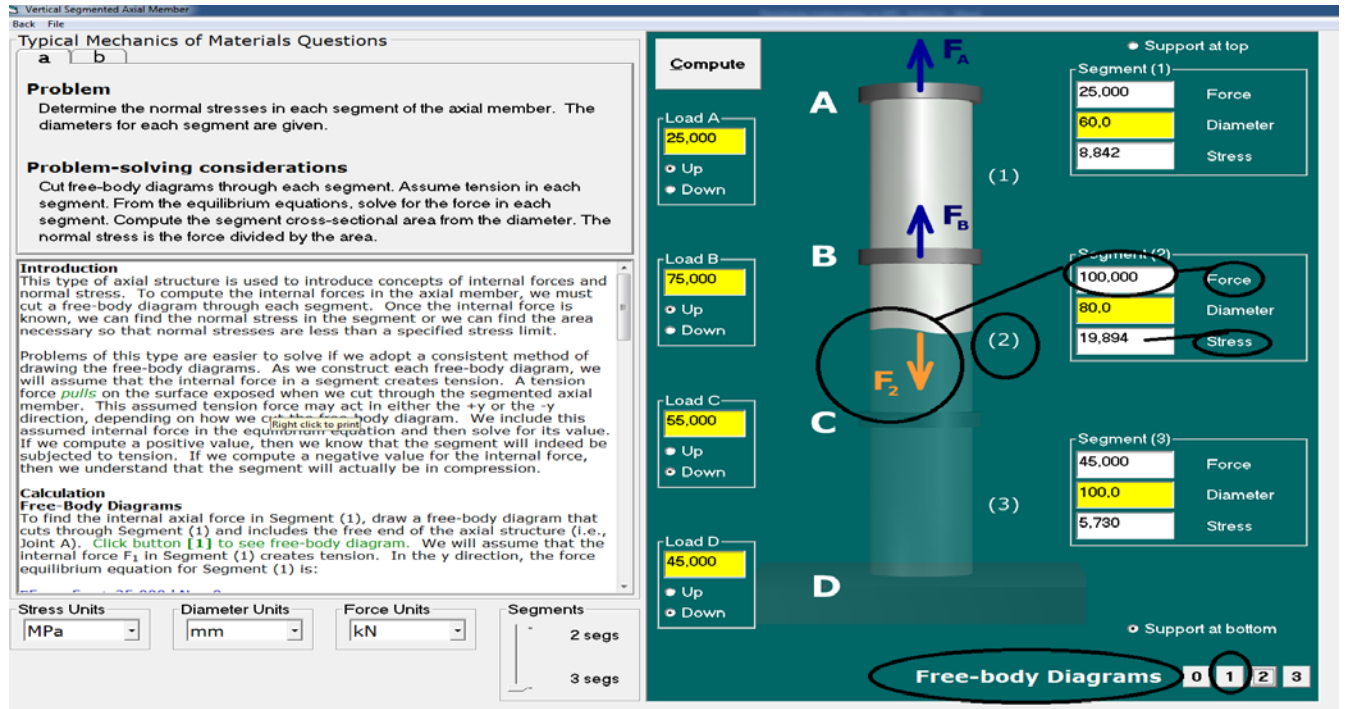 Vertical Segmented Axial Member
Back File
Typical Mechanics of Materials Questions
a b
Problem
Determine the normal stresses in each segment of the axial member. The
diameters for each segment are given.
Problem-solving considerations
Cut free-body diagrams through each segment. Assume tension in each
segment. From the equilibrium equations, solve for the force in each
segment. Compute the segment cross-sectional area from the diameter. The
normal stress is the force divided by the area.
Introduction
This type of axial structure is used to introduce concepts of internal forces and
normal stress. To compute the internal forces in the axial member, we must
cut a free-body diagram through each segment. Once the internal force is
known, we can find the normal stress in the segment or we can find the area
necessary so that normal stresses are less than a specified stress limit.
Problems of this type are easier to solve if we adopt a consistent method of
drawing the free-body diagrams. As we construct each free-body diagram, we
will assume that the internal force in a segment creates tension. A tension
force pulls on the surface exposed when we cut through the segmented axial
member. This assumed tension force may act in either the +y or the -y
direction, depending on how we cut the free-body diagram. We include this
Right click to print
assumed internal force in the equilibrium equation and then solve for its value.
If we compute a positive value, then we know that the segment will indeed be
subjected to tension. If we compute a negative value for the internal force,
then we understand that the segment will actually be in compression.
Calculation
Free-Body Diagrams
To find the internal axial force in Segment (1), draw a free-body diagram that
cuts through Segment (1) and includes the free end of the axial structure (i.e.,
Joint A). Click button [1] to see free-body diagram. We will assume that the
internal force F1 in Segment (1) creates tension. In the y direction, the force
equilibrium equation for Segment (1) is:
Stress Units
MPa
Diameter Units
mm
Force Units
kN
Segments
2 segs
3 segs
Compute
Load A
25,000
Up
Down
Load B
75,000
Up
Down
Load C
55,000
Up
Down
Load D
45,000
Up
Down
FA
A
(1)
FB
B
(2)
F2
C
(3)
D
Support at top
Segment (1)
25,000 Force
60,0 Diameter
8,842 Stress
Segment (2)
100,000 Force
80,0 Diameter
19,894 Stress
Segment (3)
45,000 Force
100,0 Diameter
5,730 Stress
Support at bottom
Free-body Diagrams 0 1 2 3